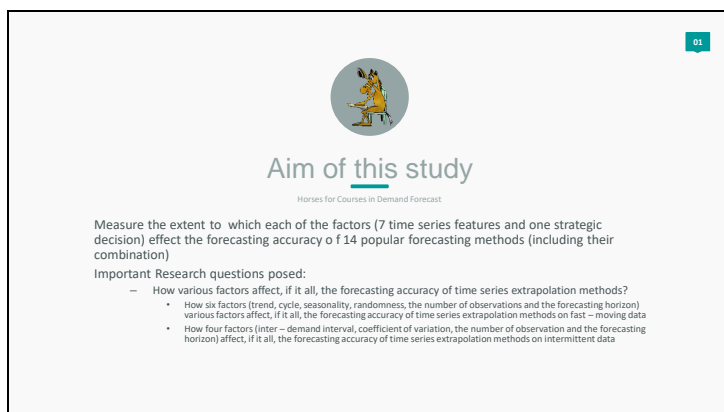 01
Aim of this study
Horses for Courses in Demand Forecast
Measure the extent to which each of the factors (7 time series features and one strategic
decision) effect the forecasting accuracy o f 14 popular forecasting methods (including their
combination)
Important Research questions posed:
– How various factors affect, if it all, the forecasting accuracy of time series extrapolation methods?
• How six factors (trend, cycle, seasonality, randomness, the number of observations and the forecasting horizon)
various factors affect, if it all, the forecasting accuracy of time series extrapolation methods on fast – moving data
• How four factors (inter – demand interval, coefficient of variation, the number of observation and the forecasting
horizon) affect, if it all, the forecasting accuracy of time series extrapolation methods on intermittent data